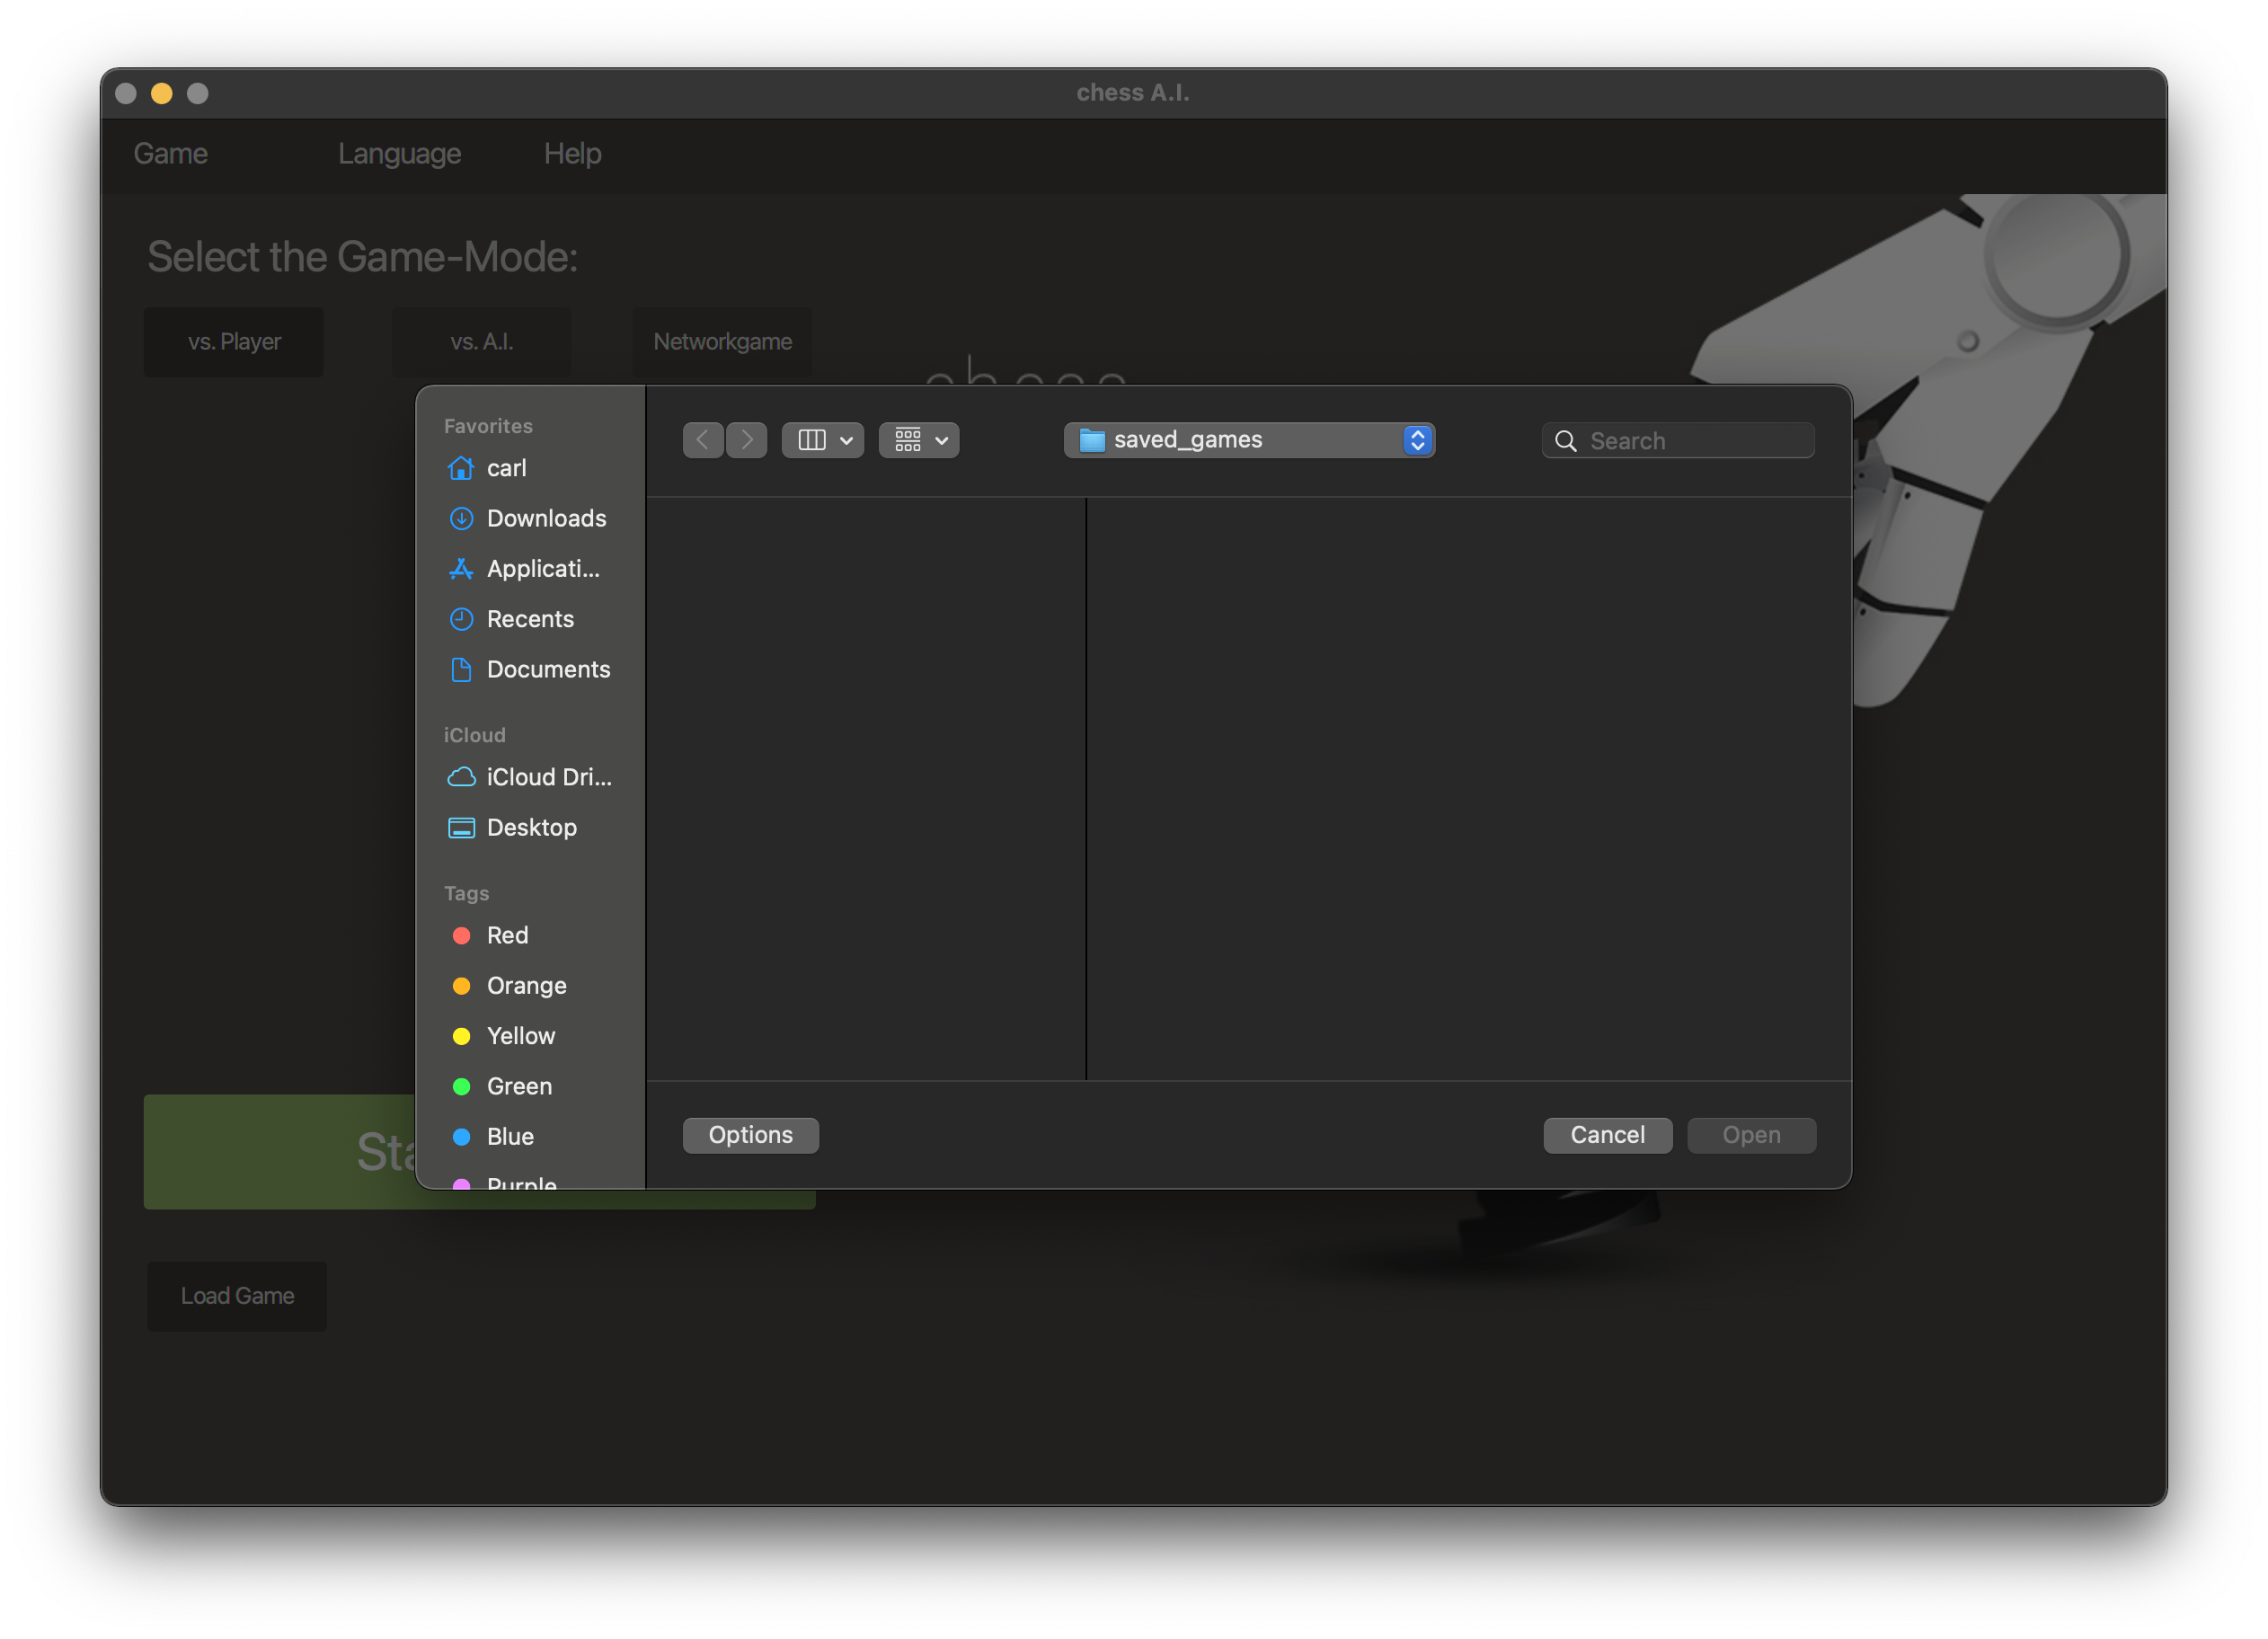 chess A.I.
Game Language Help
Select the Game-Mode:
vs. Player vs. A.I. Networkgame
Favorites
carl
Downloads
Applicati...
Recents
Documents
iCloud
iCloud Dri...
Desktop
Tags
Red
Orange
Yellow
Green
Blue
Purple
saved_games
Search
Options
Cancel Open
Load Game